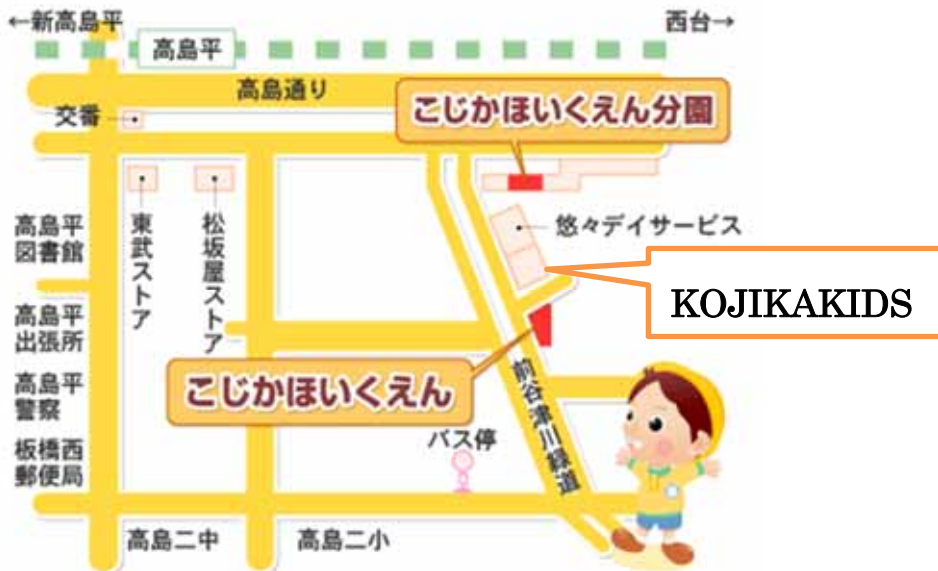 ←新高島平
西台→
高島平
高島通り
交番
こじかほいくえん分園
東武ストア
松坂屋ストア
悠々デイサービス
高島平
図書館
KOJIKAKIDS
高島平
出張所
こじかほいくえん
前谷津川緑道
高島平
警察
バス停
板橋西
郵便局
高島二中
高島二小